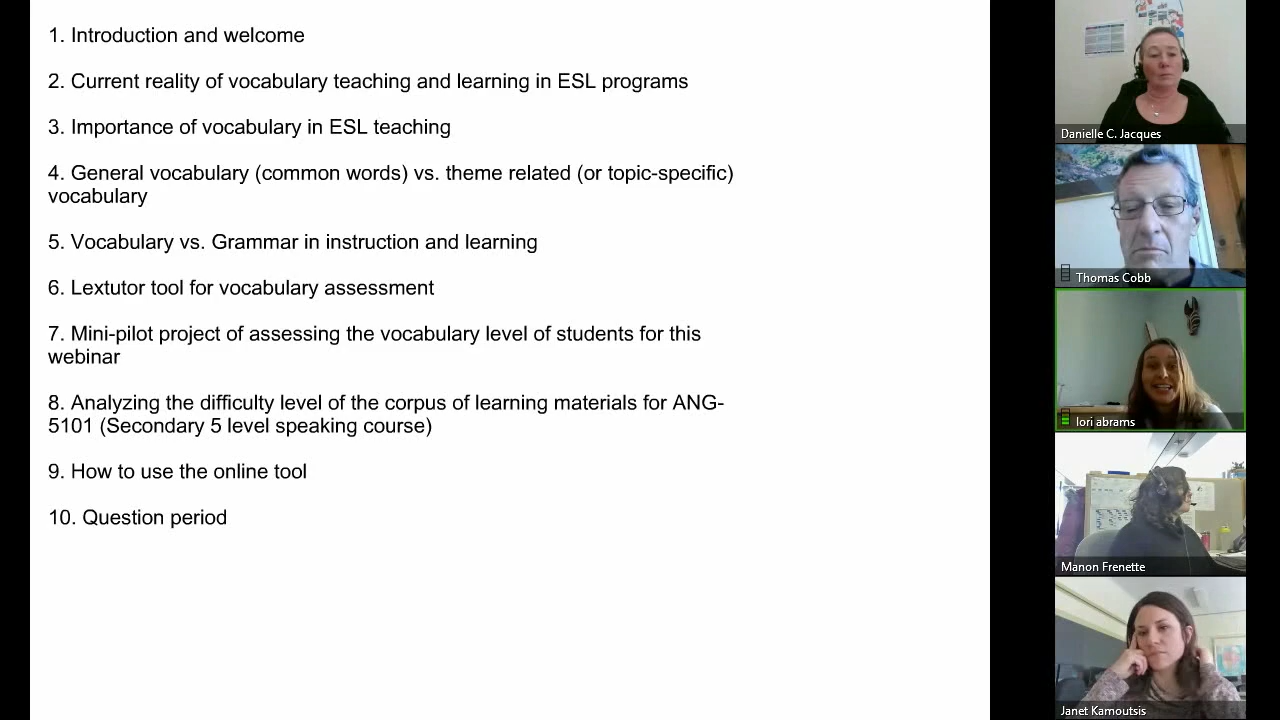 1. Introduction and welcome
2. Current reality of vocabulary teaching and learning in ESL programs
3. Importance of vocabulary in ESL teaching
4. General vocabulary (common words) vs. theme related (or topic-specific)
vocabulary
5. Vocabulary vs. Grammar in instruction and learning
6. Lextutor tool for vocabulary assessment
7. Mini-pilot project of assessing the vocabulary level of students for this
webinar
8. Analyzing the difficulty level of the corpus of learning materials for ANG-
5101 (Secondary 5 level speaking course)
9. How to use the online tool
10. Question period
Danielle C. Jacques
Thomas Cobb
lori abrams
Manon Frenette
Janet Kamoutsis